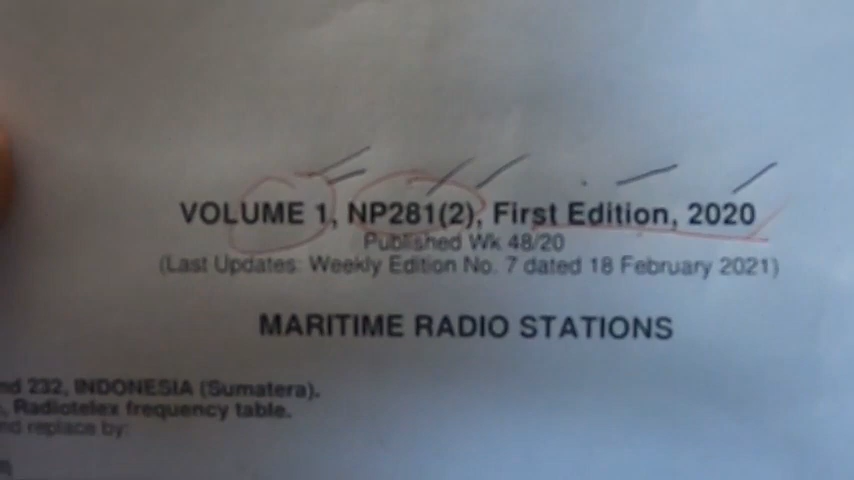 VOLUME 1, NP281(2), First Edition, 2020
Published Wk 48/20
(Last Updates: Weekly Edition No. 7 dated 18 February 2021)
MARITIME RADIO STATIONS
nd 232, INDONESIA (Sumatera).
, Radiotelex frequency table.
nd replace by: